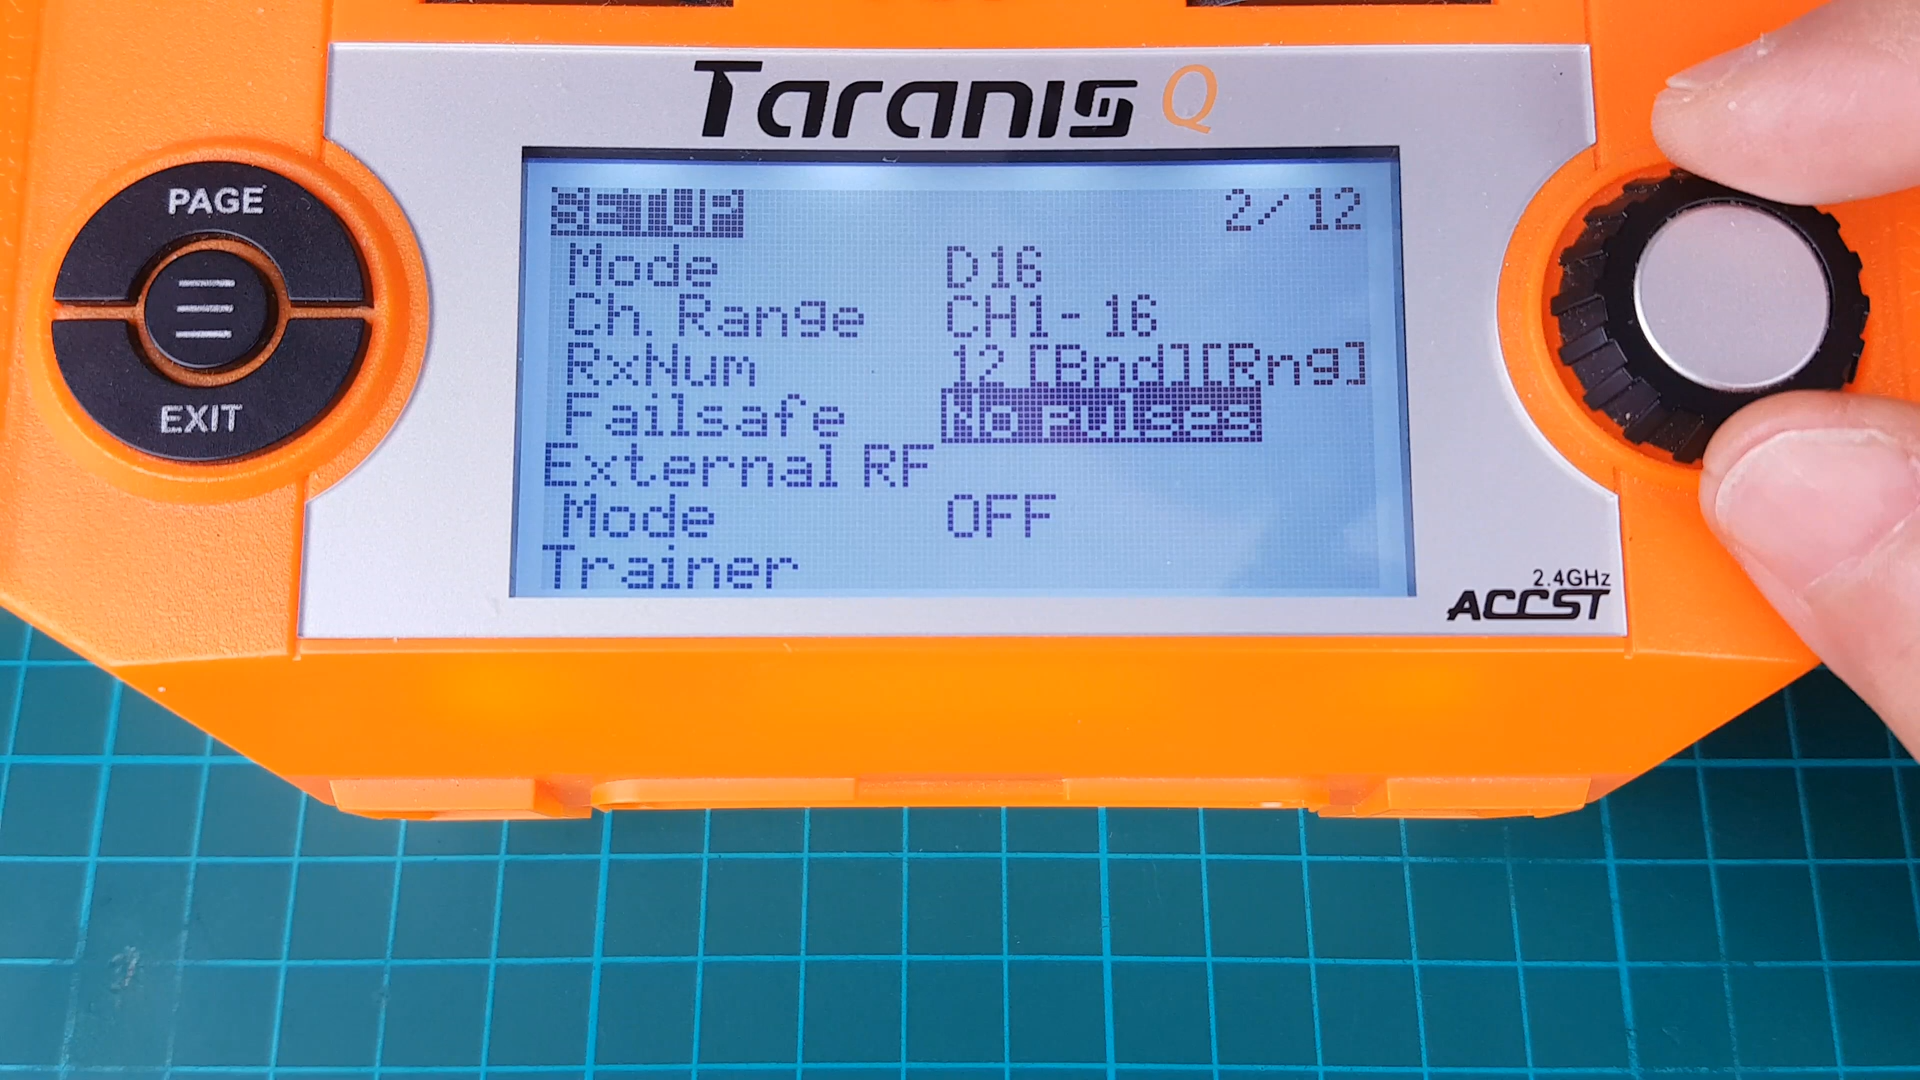 Taranis Q
PAGE
EXIT
SETUP 2/12
Mode D16
Ch. Range CH1-16
RxNum 12 [Bnd][Rng]
Failsafe No pulses
External RF
Mode OFF
Trainer
2.4GHz
ACCST